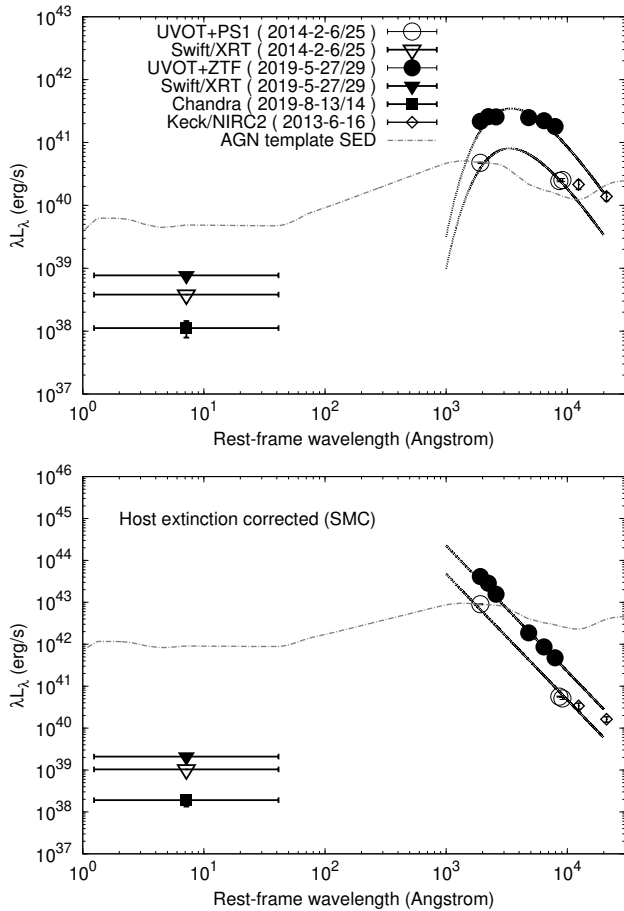 10^43
10^42
10^41
10^40
10^39
10^38
10^37
λL_λ (erg/s)
UVOT+PS1 ( 2014-2-6/25)
Swift/XRT ( 2014-2-6/25 )
UVOT+ZTF ( 2019-5-27/29)
Swift/XRT ( 2019-5-27/29 )
Chandra ( 2019-8-13/14 )
Keck/NIRC2 ( 2013-6-16 )
AGN template SED
10^0 10^1 10^2 10^3 10^4
Rest-frame wavelength (Angstrom)
10^46
10^45
10^44
10^43
10^42
10^41
10^40
10^39
10^38
10^37
λL_λ (erg/s)
Host extinction corrected (SMC)
10^0 10^1 10^2 10^3 10^4
Rest-frame wavelength (Angstrom)